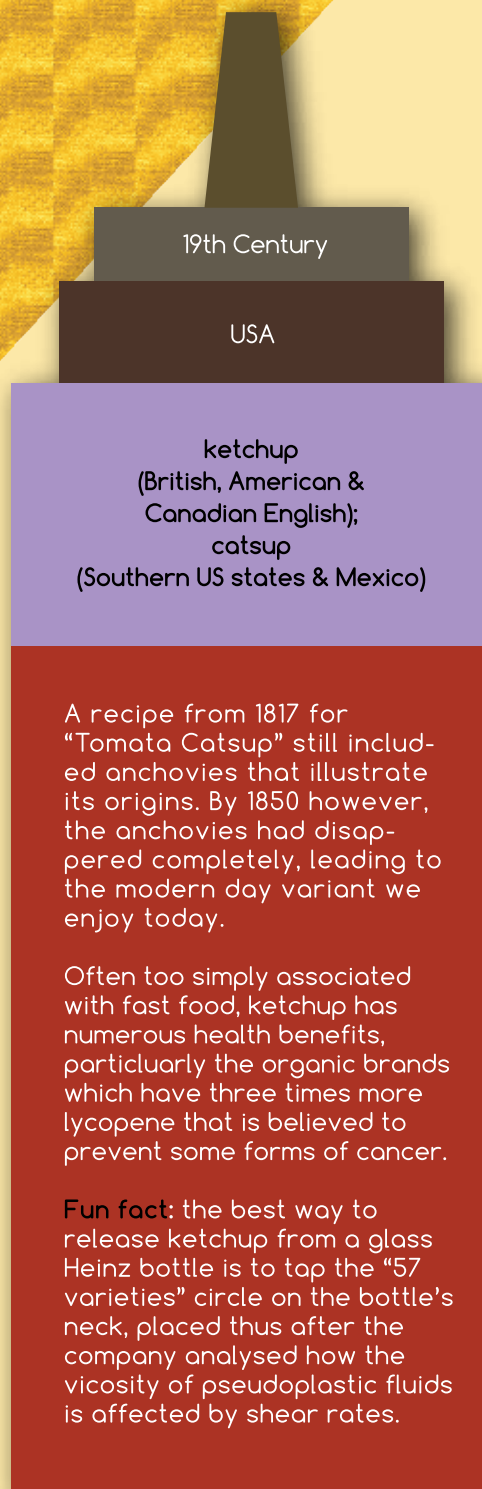 19th Century
USA
ketchup
(British, American &
Canadian English);
catsup
(Southern US states & Mexico)
A recipe from 1817 for
“Tomata Catsup” still includ-
ed anchovies that illustrate
its origins. By 1850 however,
the anchovies had disap-
pered completely, leading to
the modern day variant we
enjoy today.
Often too simply associated
with fast food, ketchup has
numerous health benefits,
particluarly the organic brands
which have three times more
lycopene that is believed to
prevent some forms of cancer.
Fun fact: the best way to
release ketchup from a glass
Heinz bottle is to tap the “57
varieties” circle on the bottle’s
neck, placed thus after the
company analysed how the
vicosity of pseudoplastic fluids
is affected by shear rates.